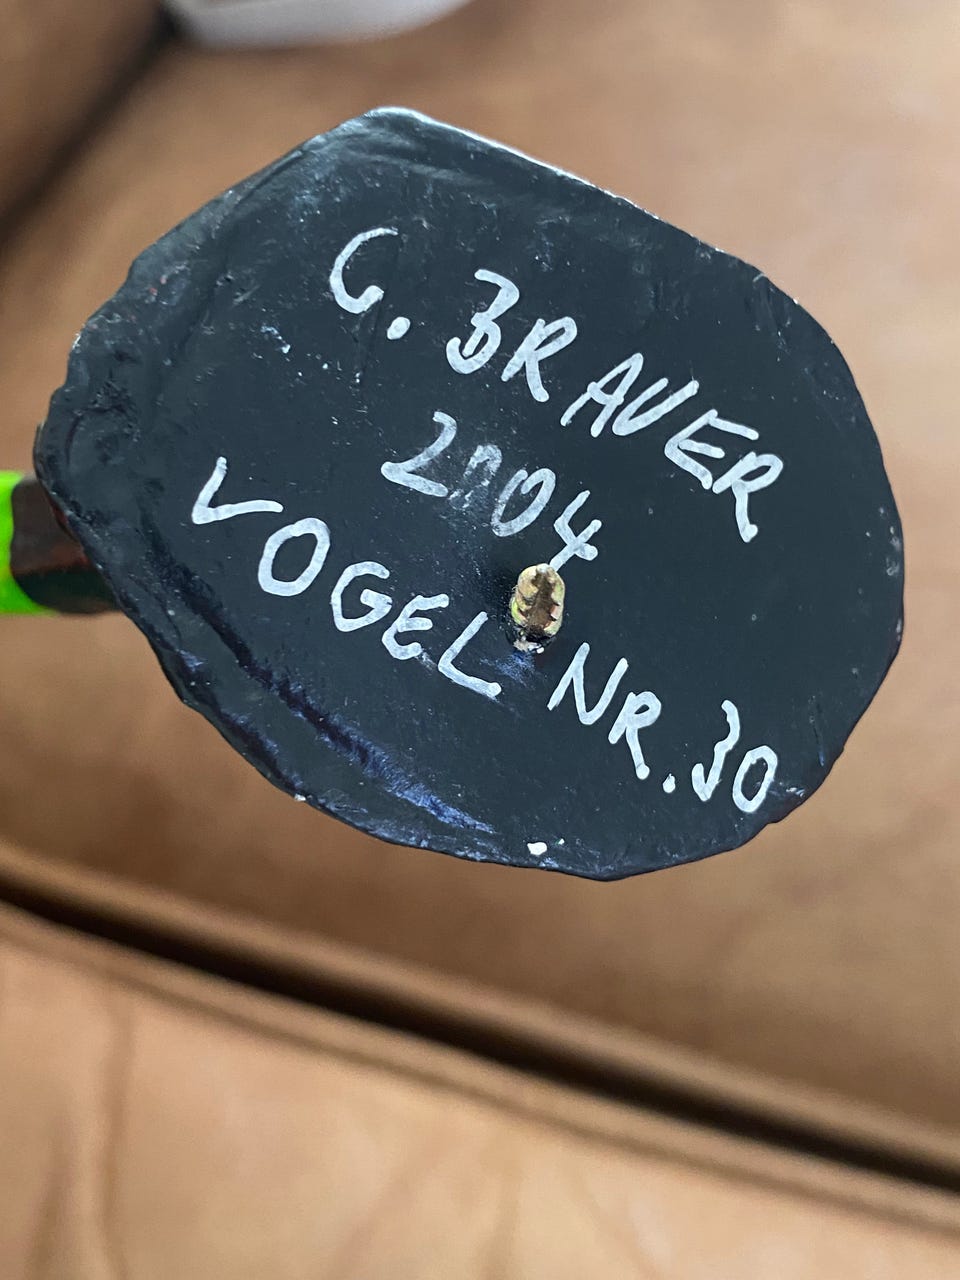 G. BRAUER
2004
VOGEL NR. 30